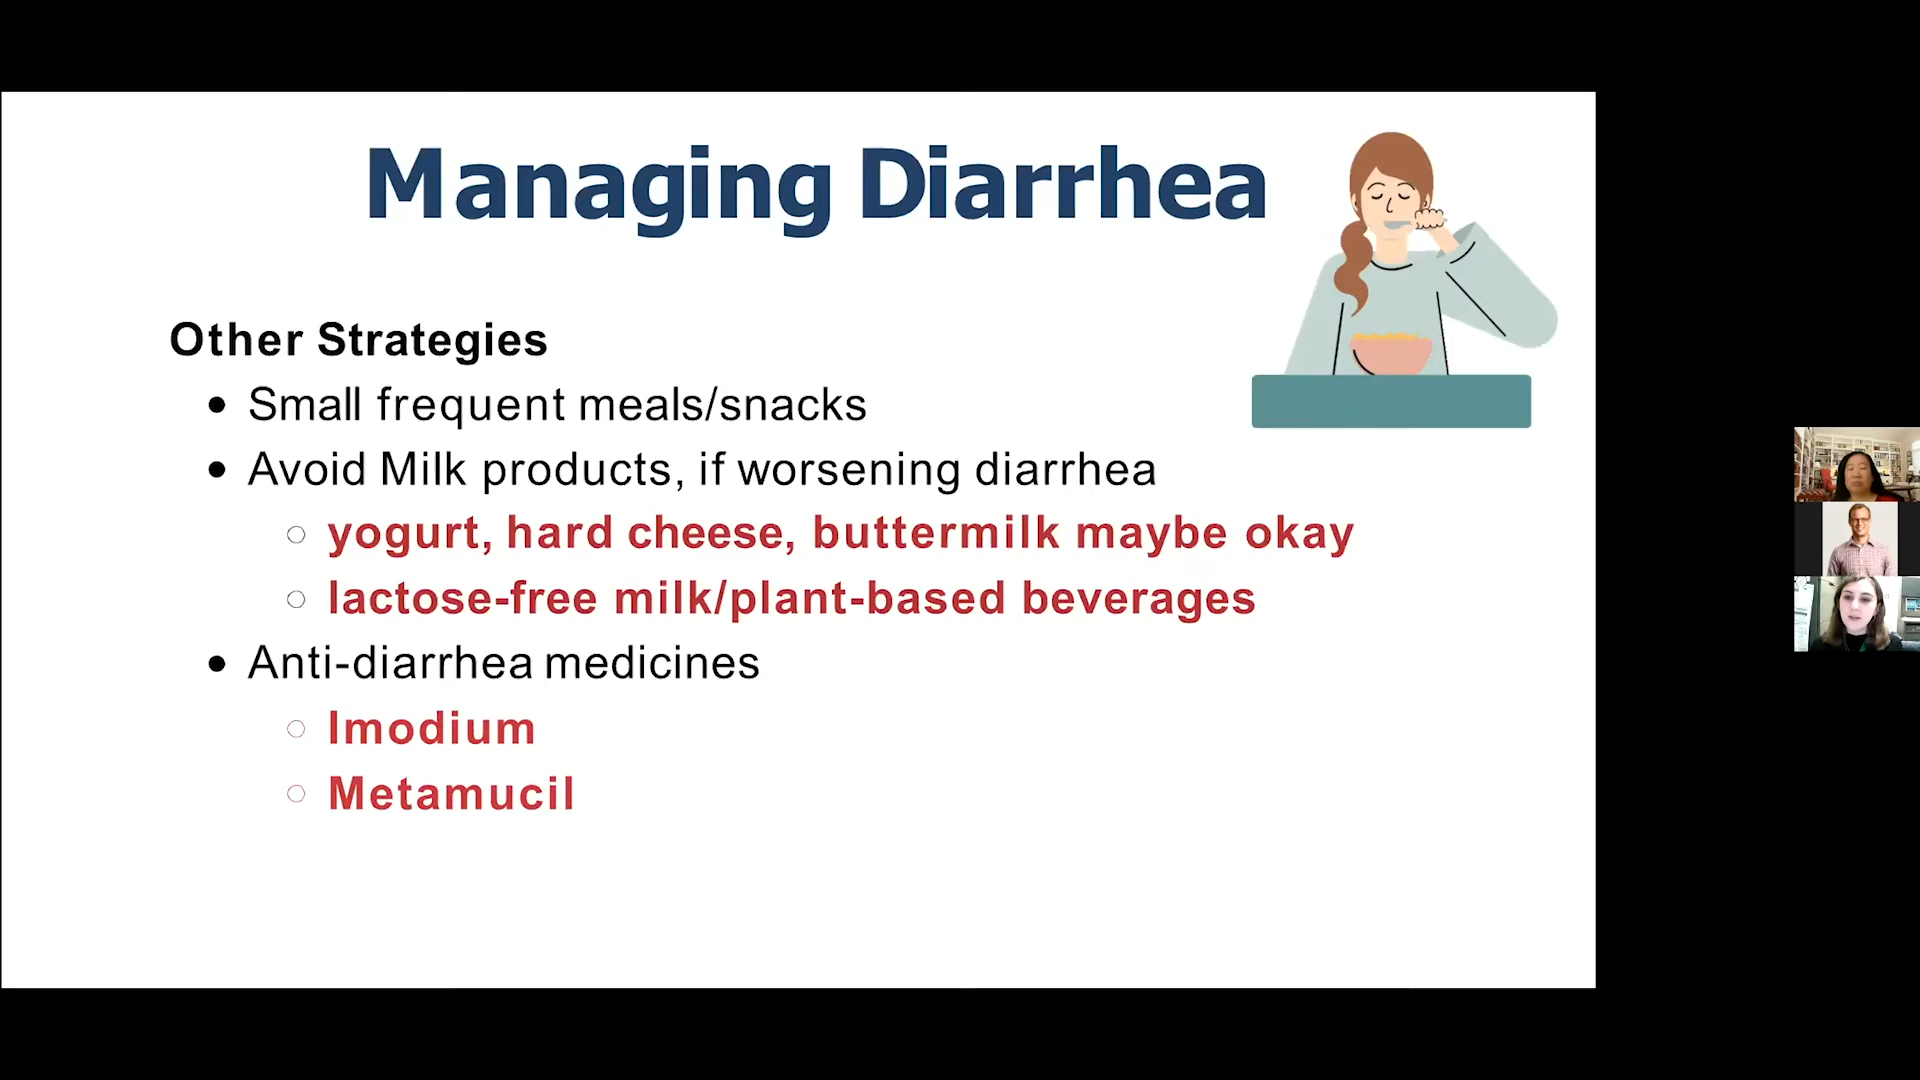 Managing Diarrhea
Other Strategies
Small frequent meals/snacks
Avoid Milk products, if worsening diarrhea
yogurt, hard cheese, buttermilk maybe okay
lactose-free milk/plant-based beverages
Anti-diarrhea medicines
Imodium
Metamucil